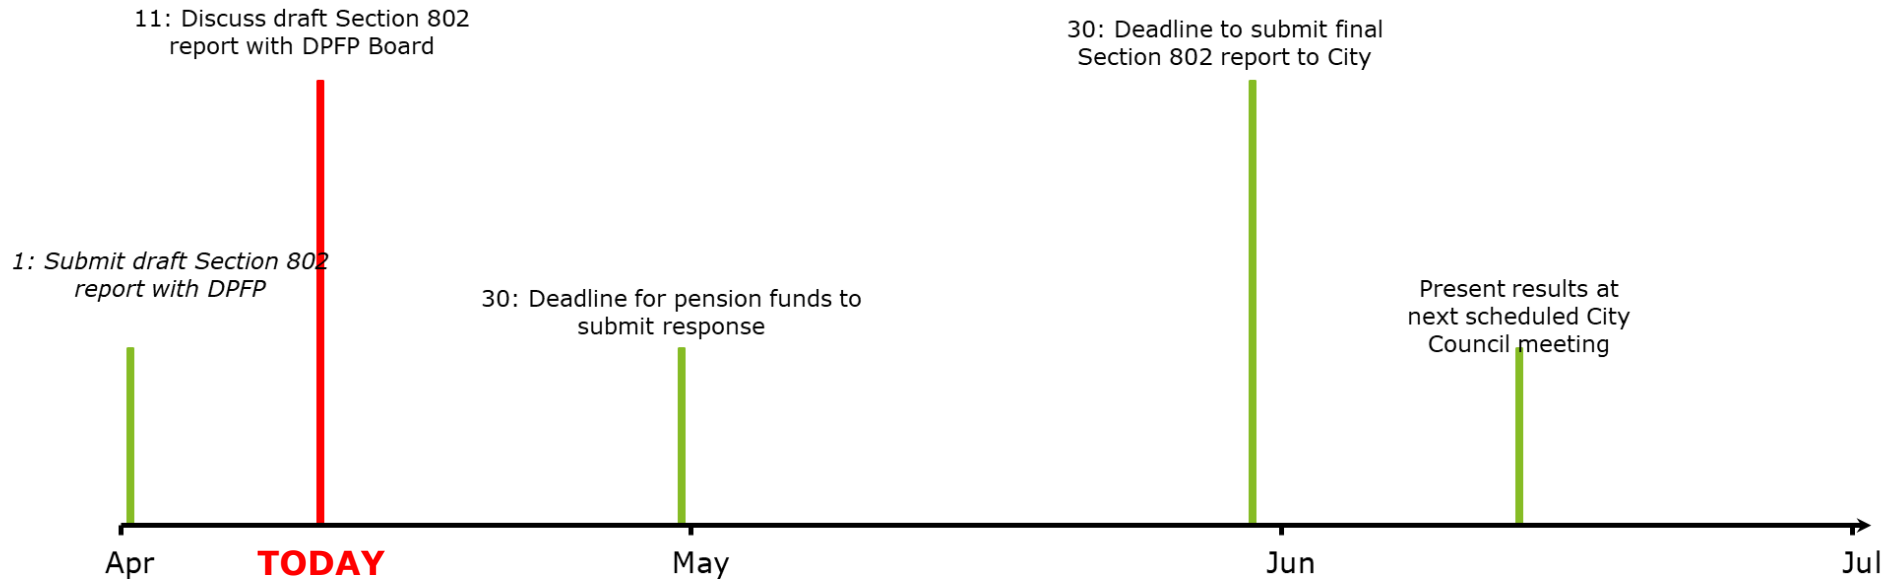 11: Discuss draft Section 802
report with DPFP Board
30: Deadline to submit final
Section 802 report to City
1: Submit draft Section 802
report with DPFP
30: Deadline for pension funds to
submit response
Present results at
next scheduled City
Council meeting
Apr
TODAY
May
Jun
Jul